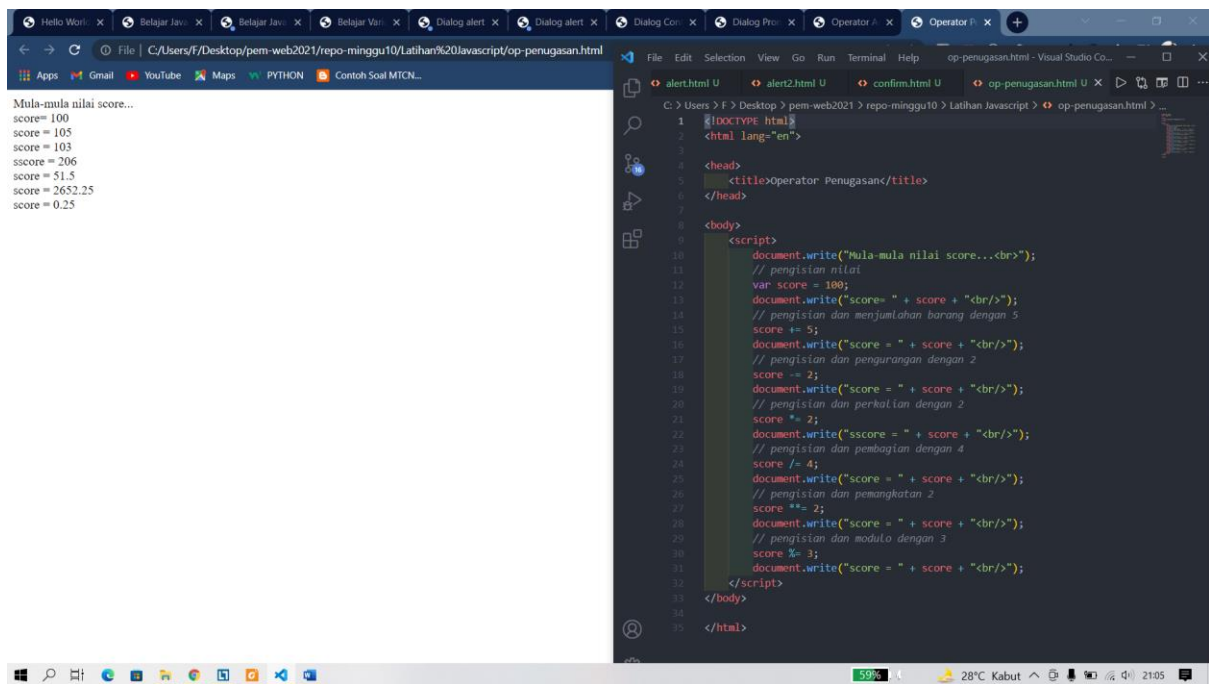 Hello World
Belajar Java
Belajar Java
Belajar Vari
Dialog alert
Dialog alert
Dialog Con
Dialog Pro
Operator A
Operator P
File | C:/Users/F/Desktop/pem-web2021/repo-minggu10/Latihan%20Javascript/op-penugasan.html
Apps Gmail YouTube Maps PYTHON Contoh Soal MTCN...
Mula-mula nilai score...
score= 100
score = 105
score = 103
sscore = 206
score = 51.5
score = 2652.25
score = 0.25
File Edit Selection View Go Run Terminal Help op-penugasan.html - Visual Studio Co...
alert.html U alert2.html U confirm.html U op-penugasan.html U
C: > Users > F > Desktop > pem-web2021 > repo-minggu10 > Latihan Javascript > op-penugasan.html > ...
16
1 <!DOCTYPE html>
2 <html lang="en">
3
4 <head>
5 <title>Operator Penugasan</title>
6 </head>
7
8 <body>
9 <script>
10 document.write("Mula-mula nilai score...<br>");
11 // pengisian nilai
12 var score = 100;
13 document.write("score= " + score + "<br/>");
14 // pengisian dan menjumlahan barang dengan 5
15 score += 5;
16 document.write("score = " + score + "<br/>");
17 // pengisian dan pengurangan dengan 2
18 score -= 2;
19 document.write("score = " + score + "<br/>");
20 // pengisian dan perkalian dengan 2
21 score *= 2;
22 document.write("sscore = " + score + "<br/>");
23 // pengisian dan pembagian dengan 4
24 score /= 4;
25 document.write("score = " + score + "<br/>");
26 // pengisian dan pemangkatan 2
27 score **= 2;
28 document.write("score = " + score + "<br/>");
29 // pengisian dan modulo dengan 3
30 score %= 3;
31 document.write("score = " + score + "<br/>");
32 </script>
33 </body>
34
35 </html>
59% 28°C Kabut 21:05